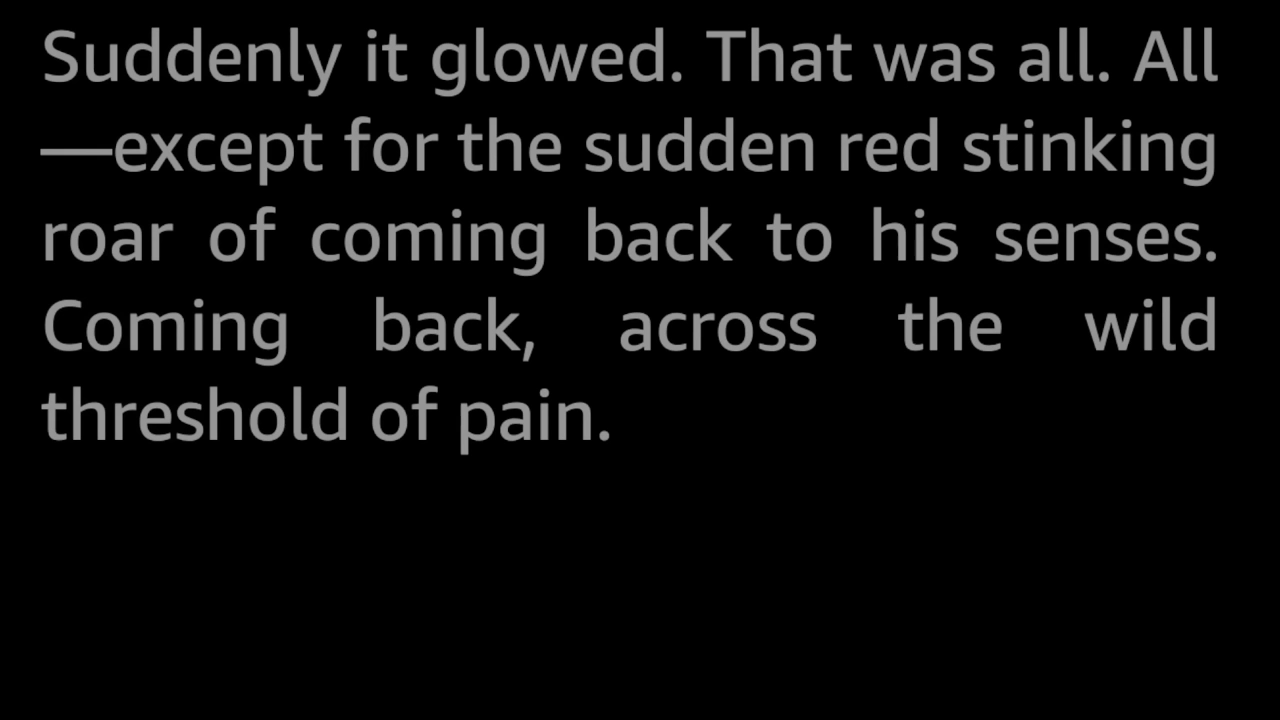 Suddenly it glowed. That was all. All
—except for the sudden red stinking
roar of coming back to his senses.
Coming back, across the wild
threshold of pain.